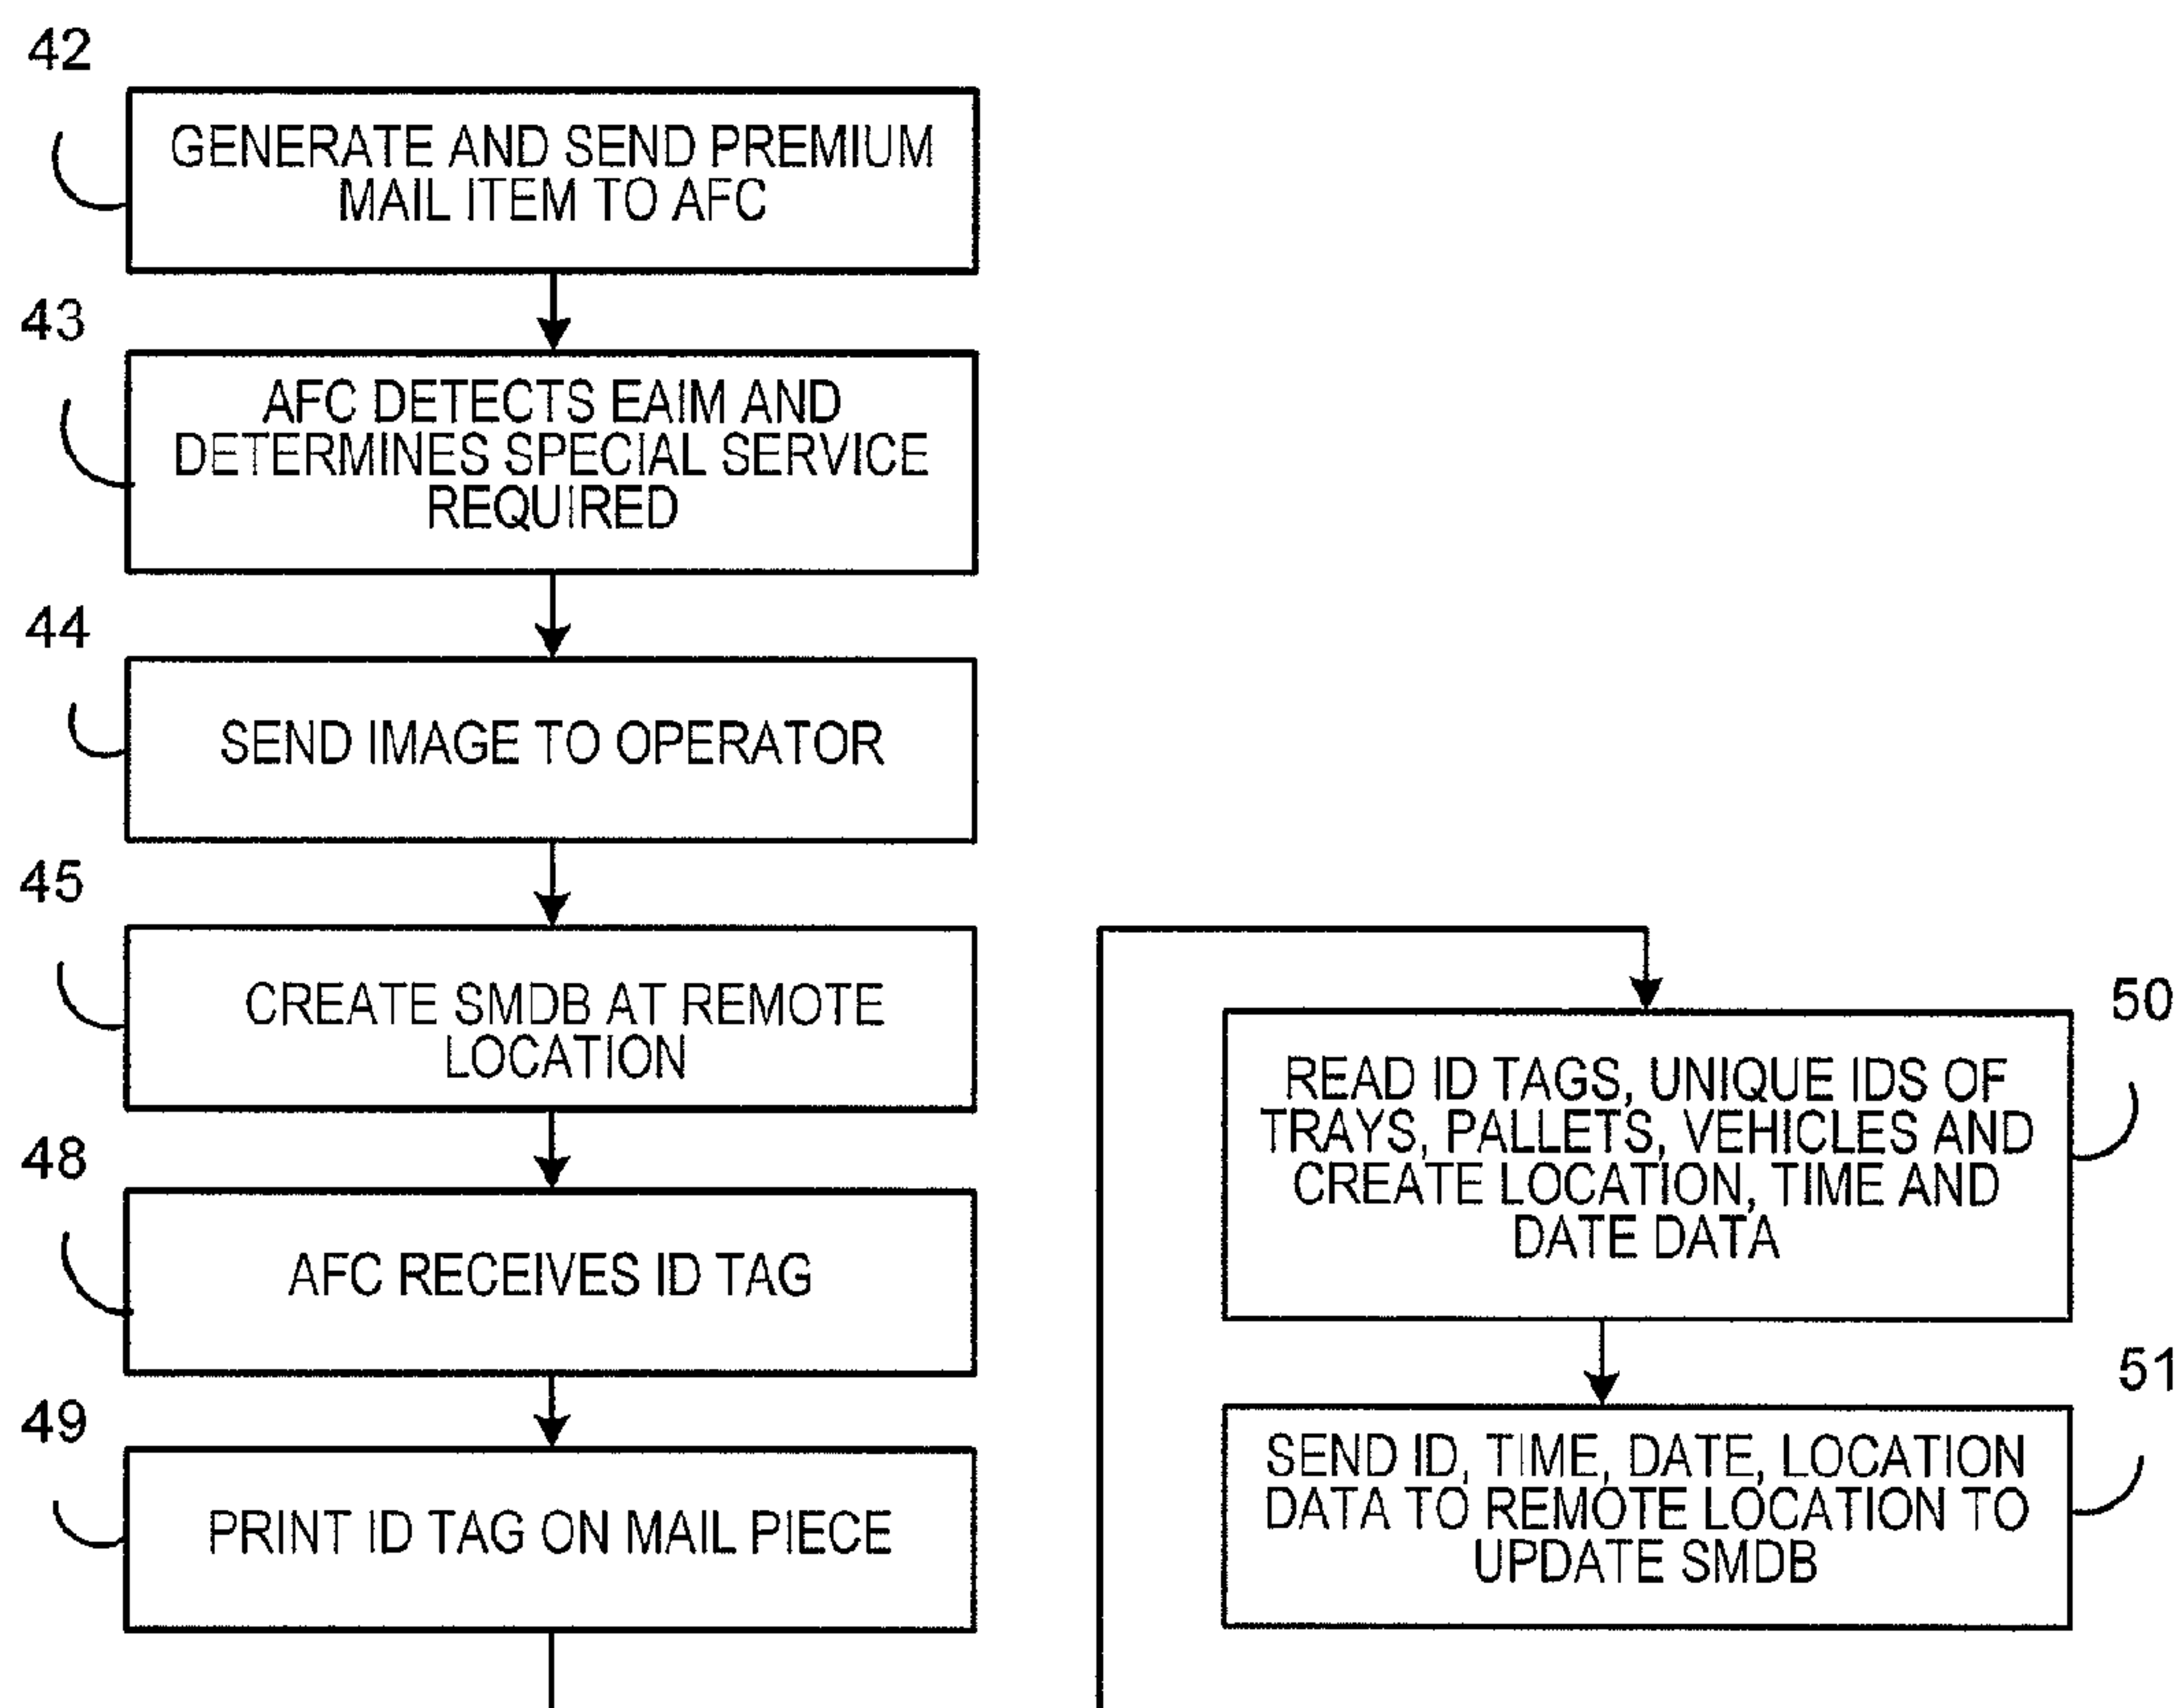 42
GENERATE AND SEND PREMIUM
MAIL ITEM TO AFC
43
AFC DETECTS EAIM AND
DETERMINES SPECIAL SERVICE
REQUIRED
44
SEND IMAGE TO OPERATOR
45
CREATE SMDB AT REMOTE
LOCATION
48
AFC RECEIVES ID TAG
49
PRINT ID TAG ON MAIL PIECE
50
READ ID TAGS, UNIQUE IDS OF
TRAYS, PALLETS, VEHICLES AND
CREATE LOCATION, TIME AND
DATE DATA
51
SEND ID, TIME, DATE, LOCATION
DATA TO REMOTE LOCATION TO
UPDATE SMDB